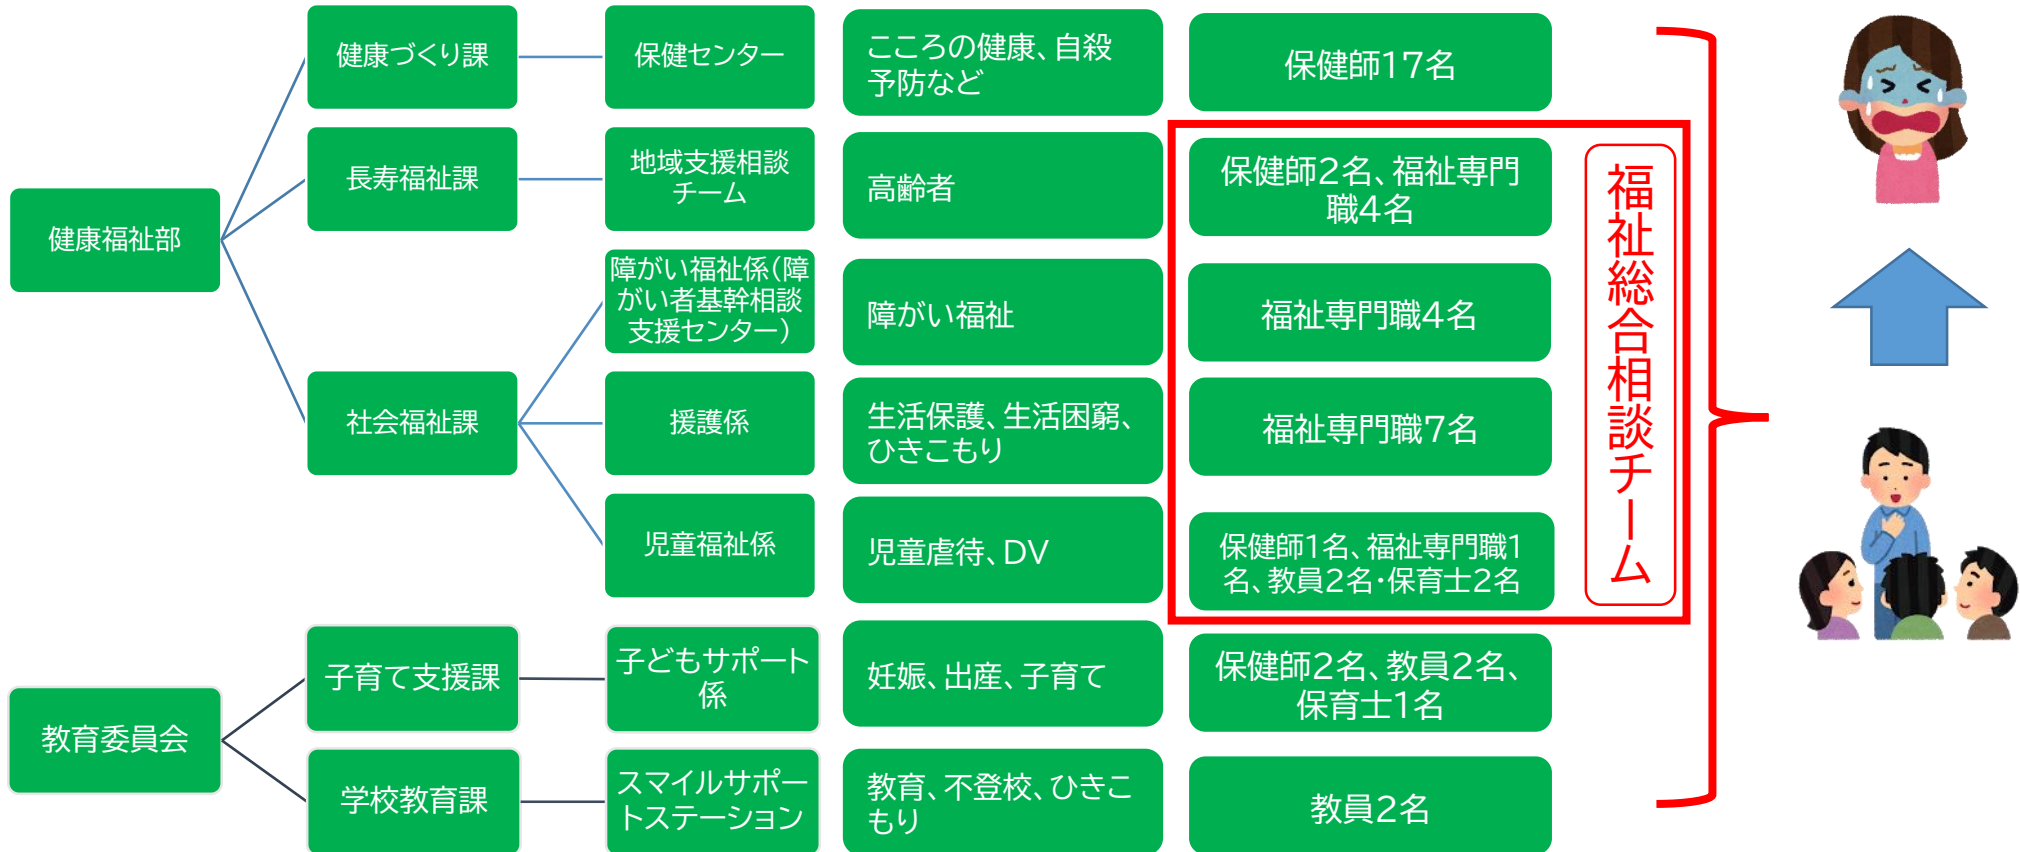 健康福祉部
健康づくり課
保健センター
こころの健康、自殺
予防など
保健師17名
長寿福祉課
地域支援相談
チーム
高齢者
保健師2名、福祉専門
職4名
社会福祉課
障がい福祉係(障
がい者基幹相談
支援センター)
障がい福祉
福祉専門職4名
援護係
生活保護、生活困窮、
ひきこもり
福祉専門職7名
児童福祉係
児童虐待、DV
保健師1名、福祉専門職1
名、教員2名・保育士2名
福祉総合相談チーム
教育委員会
子育て支援課
子どもサポート
係
妊娠、出産、子育て
保健師2名、教員2名、
保育士1名
学校教育課
スマイルサポー
トステーション
教育、不登校、ひきこ
もり
教員2名